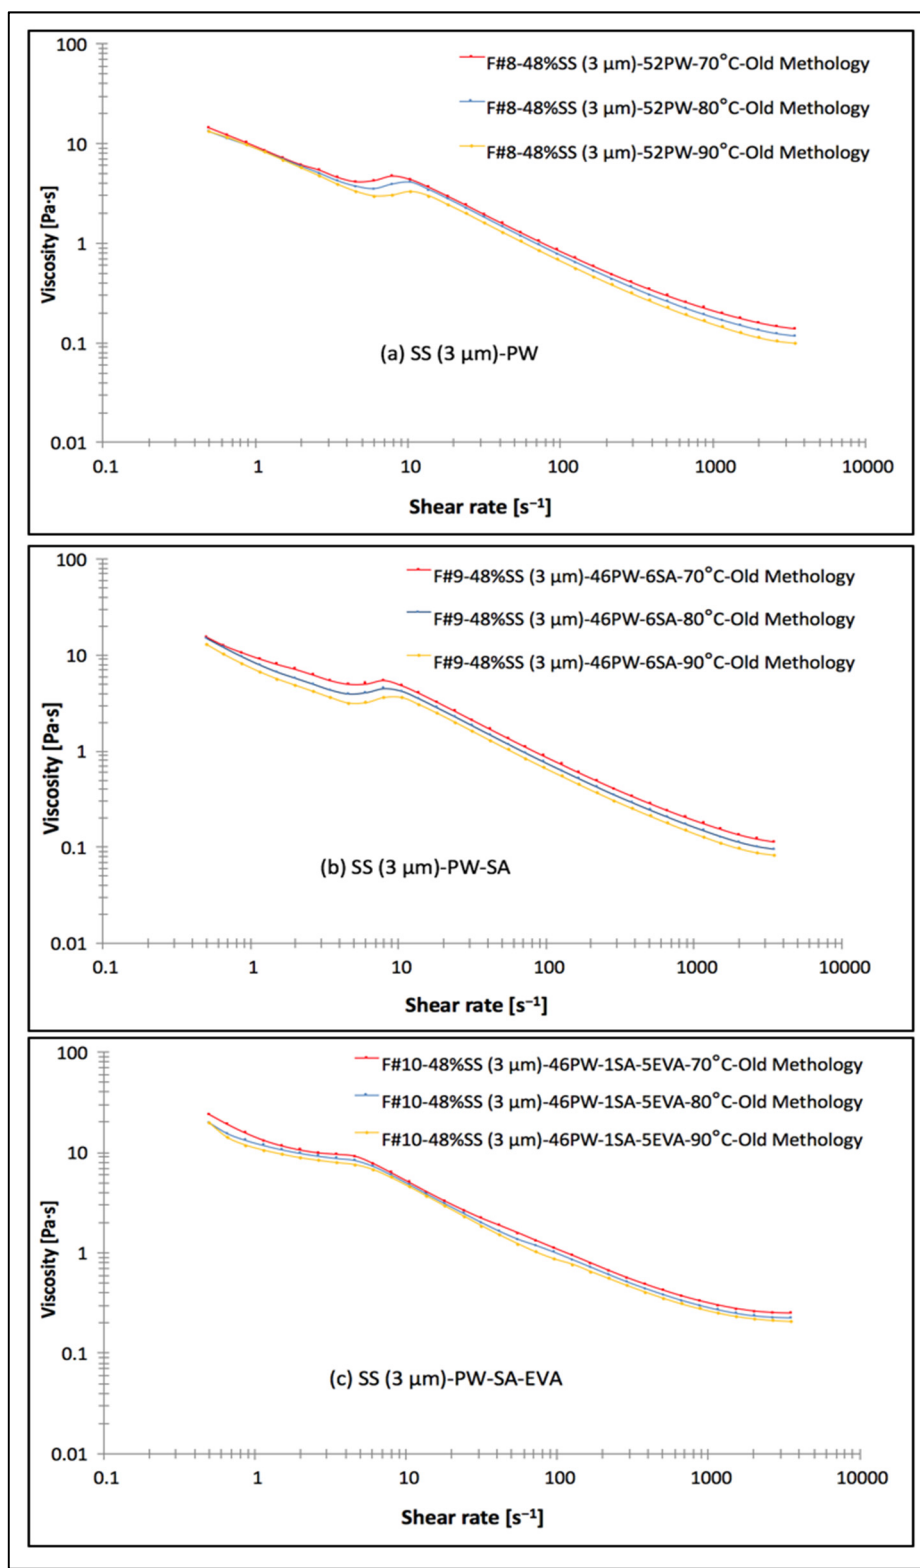 100
F#8-48%SS (3 µm)-52PW-70°C-Old Methology
F#8-48%SS (3 µm)-52PW-80°C-Old Methology
F#8-48%SS (3 µm)-52PW-90°C-Old Methology
10
1
0.1
0.01
Viscosity [Pa·s]
(a) SS (3 µm)-PW
0.1 1 10 100 1000 10000
Shear rate [s⁻¹]
100
F#9-48%SS (3 µm)-46PW-6SA-70°C-Old Methology
F#9-48%SS (3 µm)-46PW-6SA-80°C-Old Methology
F#9-48%SS (3 µm)-46PW-6SA-90°C-Old Methology
10
1
0.1
0.01
Viscosity [Pa·s]
(b) SS (3 µm)-PW-SA
0.1 1 10 100 1000 10000
Shear rate [s⁻¹]
100
F#10-48%SS (3 µm)-46PW-1SA-5EVA-70°C-Old Methology
F#10-48%SS (3 µm)-46PW-1SA-5EVA-80°C-Old Methology
F#10-48%SS (3 µm)-46PW-1SA-5EVA-90°C-Old Methology
10
1
0.1
0.01
Viscosity [Pa·s]
(c) SS (3 µm)-PW-SA-EVA
0.1 1 10 100 1000 10000
Shear rate [s⁻¹]